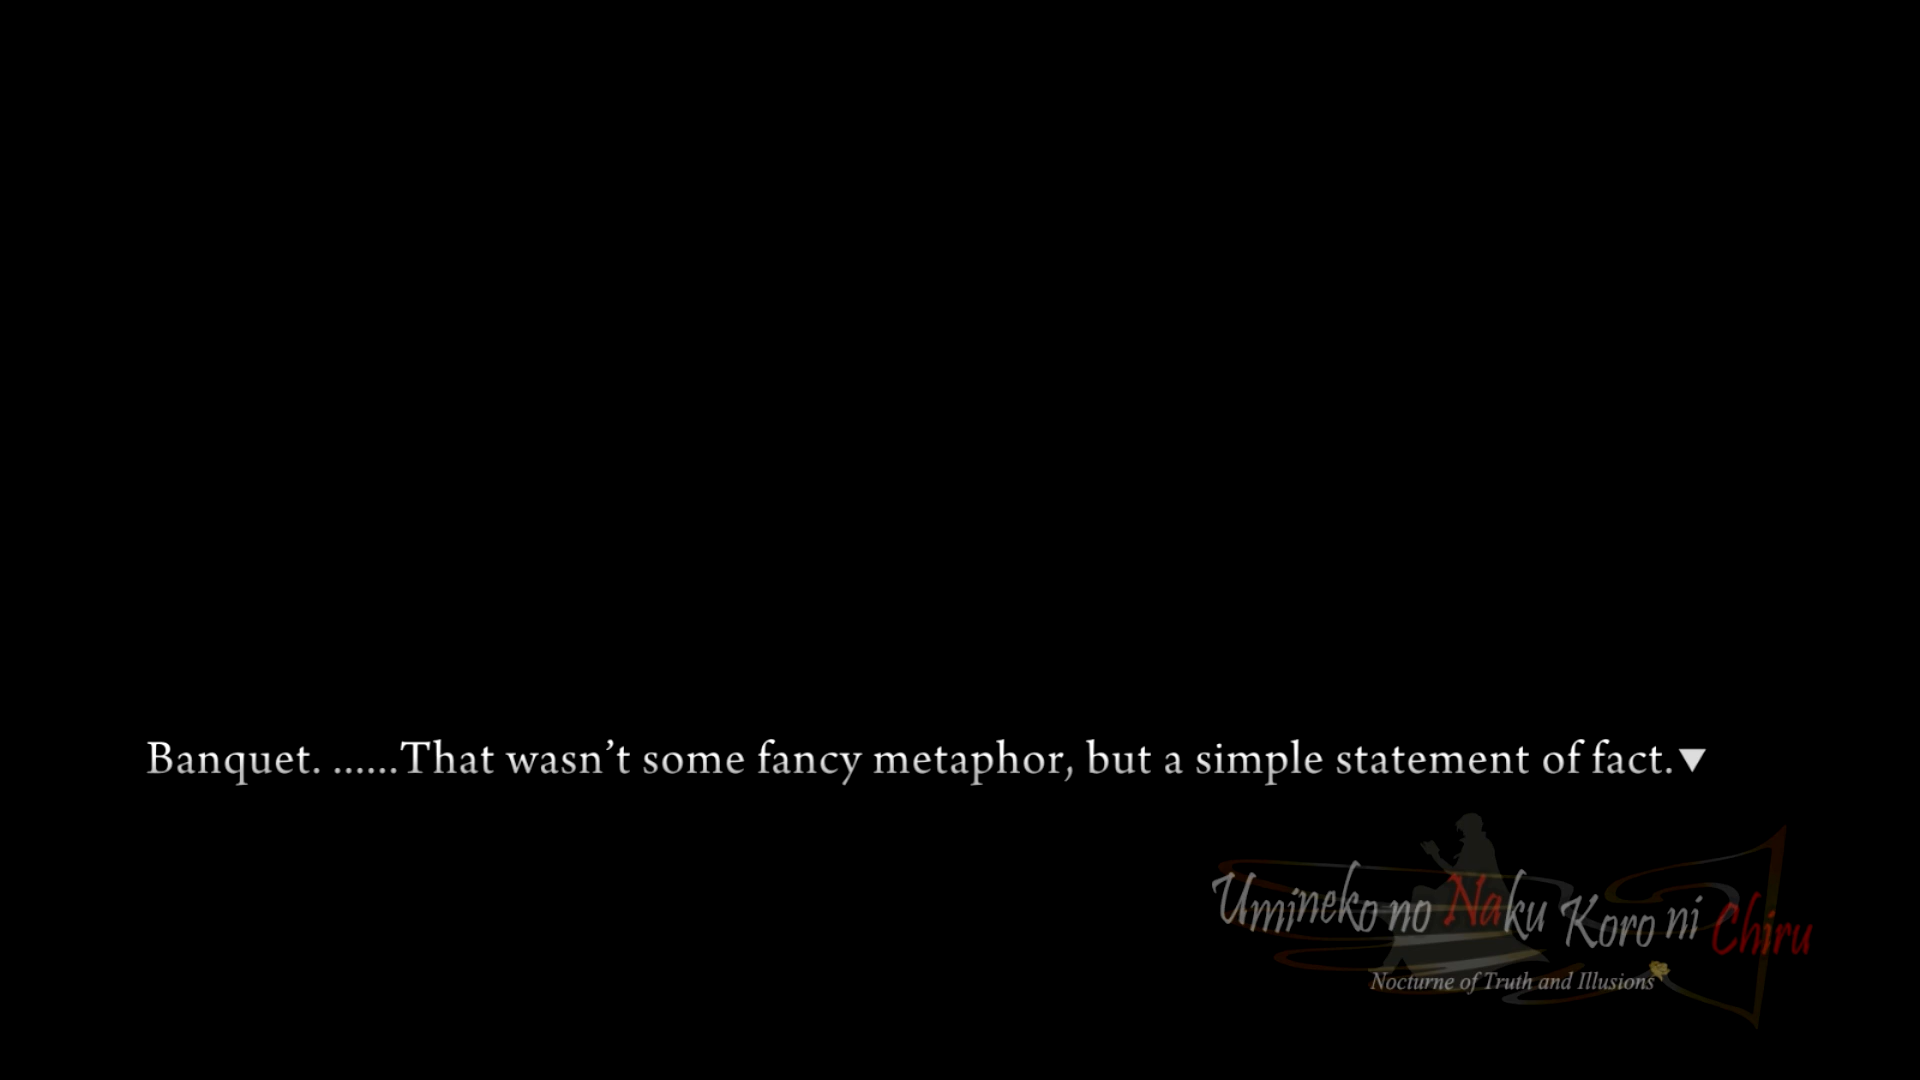 Banquet. ......That wasn’t some fancy metaphor, but a simple statement of fact.▼
Umineko no Naku Koro ni Chiru
Nocturne of Truth and Illusions